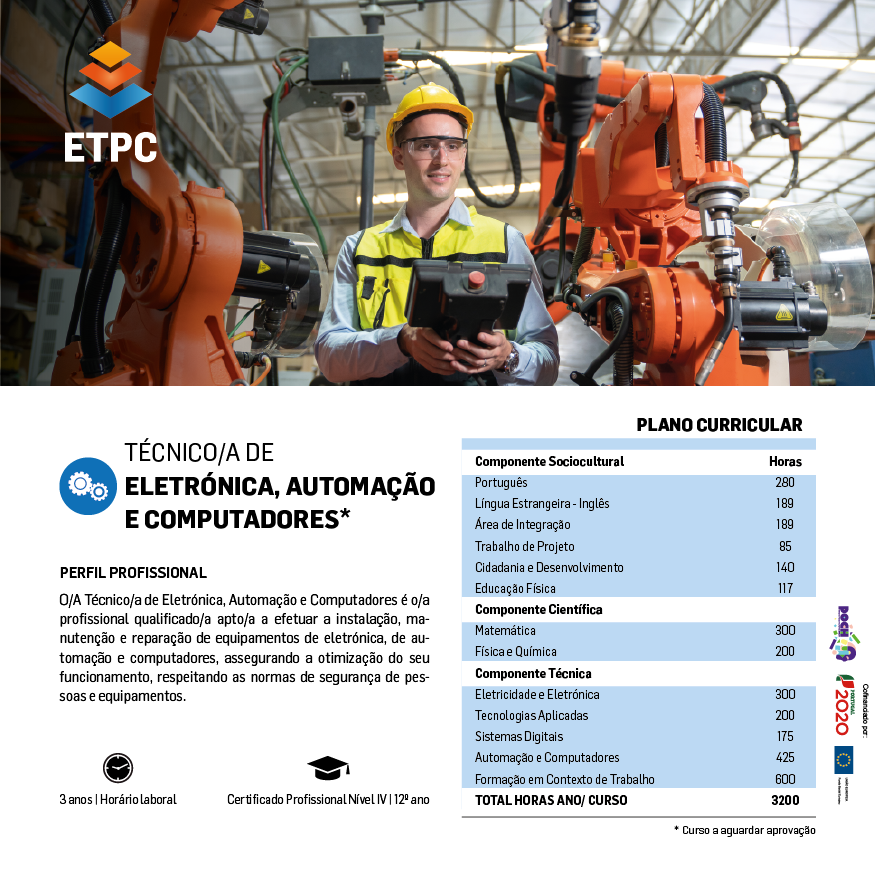 ETPC
TÉCNICO/A DE
ELETRÓNICA, AUTOMAÇÃO
E COMPUTADORES*
PERFIL PROFISSIONAL
O/A Técnico/a de Eletrónica, Automação e Computadores é o/a
profissional qualificado/a apto/a a efetuar a instalação, ma-
nutenção e reparação de equipamentos de eletrónica, de au-
tomação e computadores, assegurando a otimização do seu
funcionamento, respeitando as normas de segurança de pes-
soas e equipamentos.
3 anos | Horário laboral
Certificado Profissional Nível IV | 12º ano
PLANO CURRICULAR
Componente Sociocultural Horas
Português 280
Língua Estrangeira - Inglês 189
Área de Integração 189
Trabalho de Projeto 85
Cidadania e Desenvolvimento 140
Educação Física 117
Componente Científica
Matemática 300
Física e Química 200
Componente Técnica
Eletricidade e Eletrónica 300
Tecnologias Aplicadas 200
Sistemas Digitais 175
Automação e Computadores 425
Formação em Contexto de Trabalho 600
TOTAL HORAS ANO/ CURSO 3200
* Curso a aguardar aprovação
Cofinanciado por:
POCH
PORTUGAL
2020